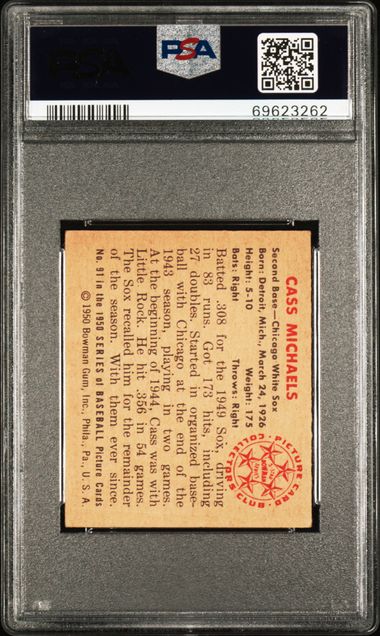 PSA
PSA
69623262
CASS MICHAELS
Second Base—Chicago White Sox
Born: Detroit, Mich., March 24, 1926
Height: 5-10 Weight: 175
Bats: Right Throws: Right
Batted .308 for the 1949 Sox, driving
in 83 runs. Got 173 hits, including
27 doubles. Started in organized base-
ball with Chicago at the end of the
1943 season, playing in two games.
At the beginning of 1944, Cass was with
Little Rock. He hit .356 in 54 games.
The Sox recalled him for the remainder
of the season. With them ever since.
No. 91 in the 1950 SERIES of BASEBALL Picture Cards
©1950 Bowman Gum, Inc., Phila., Pa., U. S. A.
PICTURE CARD
COLLECTORS CLUB